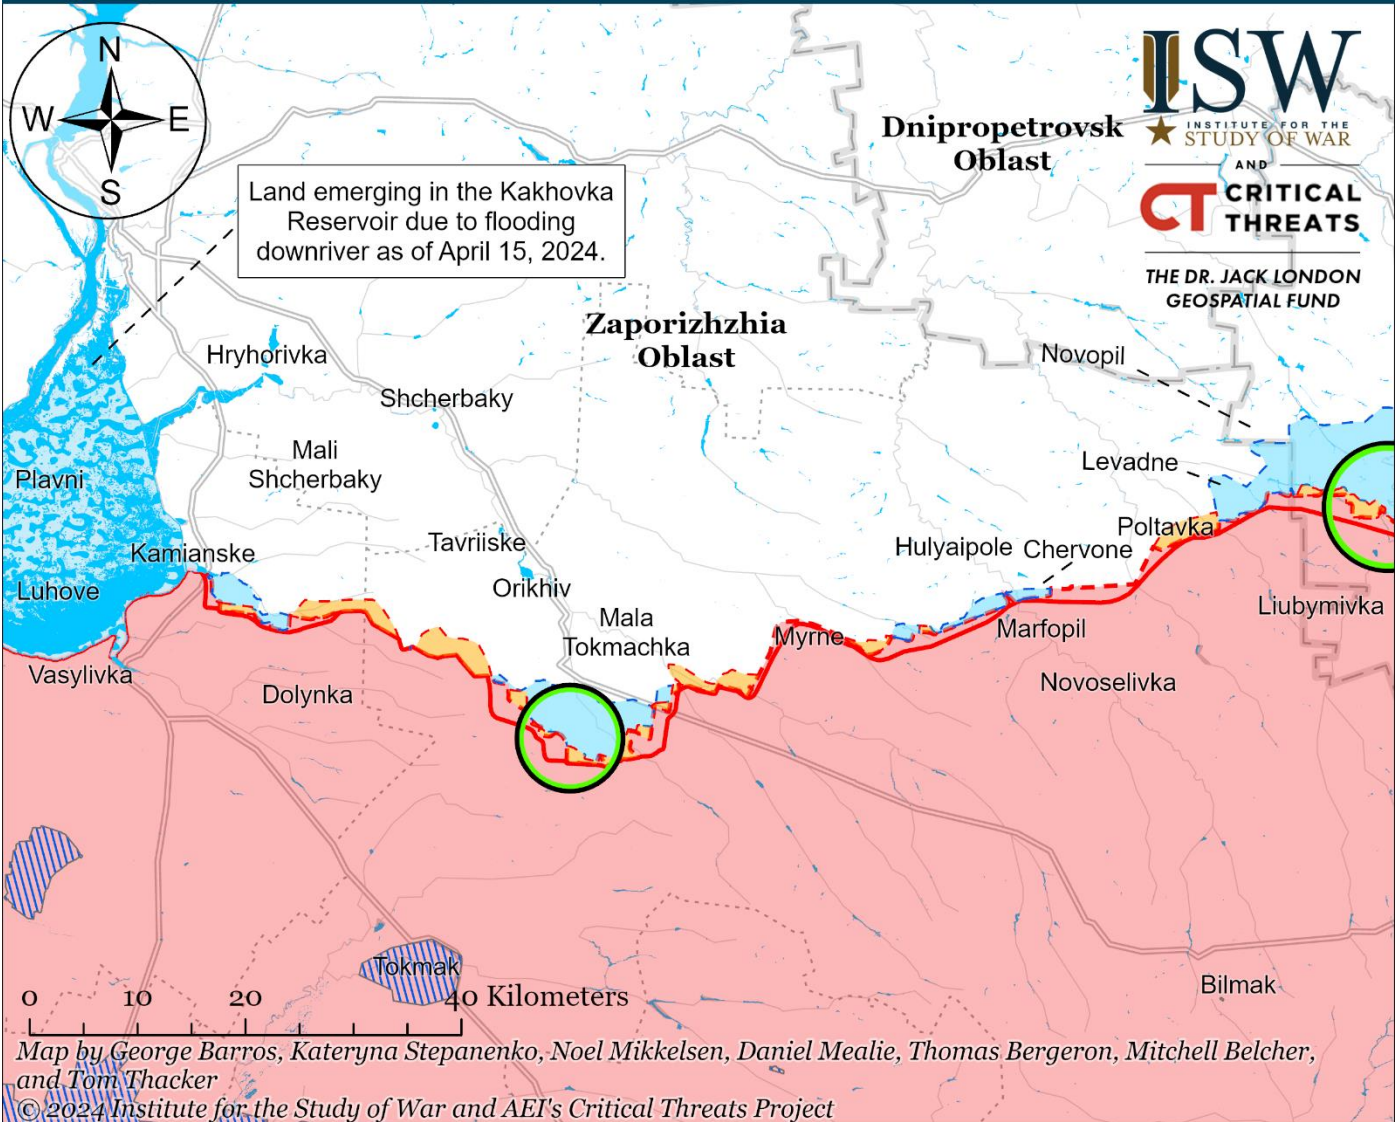 N
W
E
S
ISW
INSTITUTE FOR THE
STUDY OF WAR
AND
CT CRITICAL
THREATS
THE DR. JACK LONDON
GEOSPATIAL FUND
Dnipropetrovsk
Oblast
Land emerging in the Kakhovka
Reservoir due to flooding
downriver as of April 15, 2024.
Zaporizhzhia
Oblast
Hryhorivka
Novopil
Shcherbaky
Mali
Shcherbaky
Levadne
Plavni
Poltavka
Kamianske
Tavriiske
Hulyaipole
Chervone
Luhove
Orikhiv
Liubymivka
Mala
Tokmachka
Myrne
Marfopil
Vasylivka
Dolynka
Novoselivka
Tokmak
Bilmak
0 10 20 40 Kilometers
Map by George Barros, Kateryna Stepanenko, Noel Mikkelsen, Daniel Mealie, Thomas Bergeron, Mitchell Belcher,
and Tom Thacker
© 2024 Institute for the Study of War and AEI's Critical Threats Project